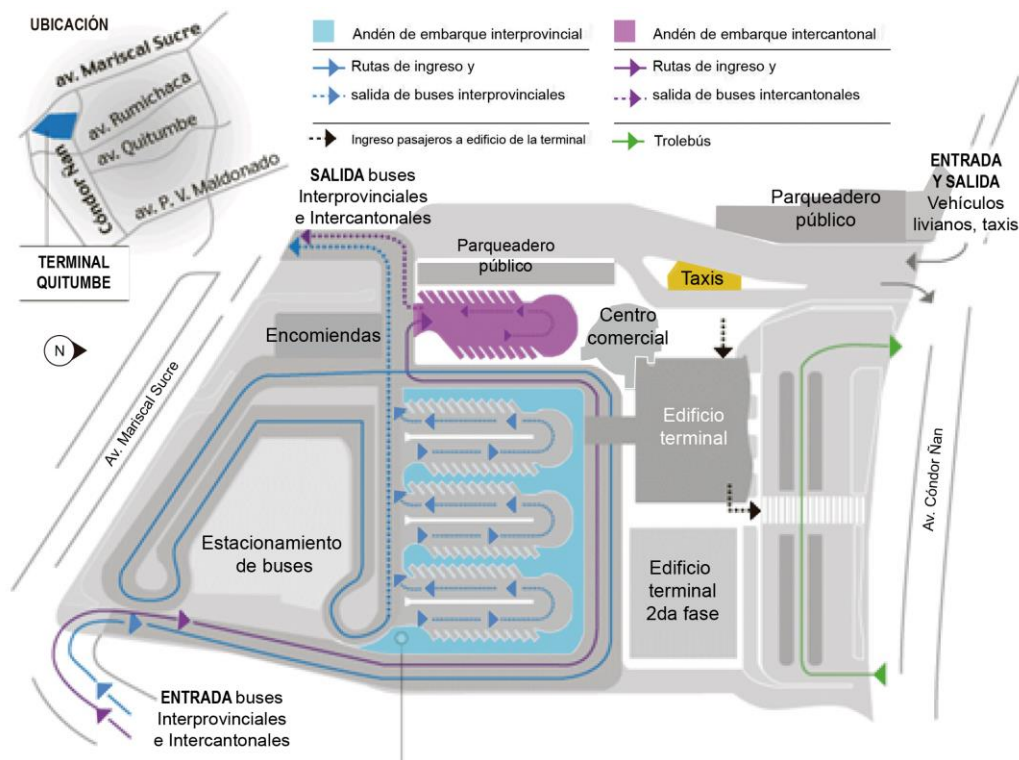 UBICACIÓN
av. Mariscal Sucre
av. Rumichaca
av. Quitumbe
Cóndor Ñan
av. P. V. Maldonado
TERMINAL
QUITUMBE
Andén de embarque interprovincial
Rutas de ingreso y
salida de buses interprovinciales
Ingreso pasajeros a edificio de la terminal
Andén de embarque intercantonal
Rutas de ingreso y
salida de buses intercantonales
Trolebús
ENTRADA
Y SALIDA
Vehículos
livianos, taxis
SALIDA buses
Interprovinciales
e Intercantonales
Parqueadero
público
Parqueadero
público
Taxis
Centro
comercial
Encomiendas
N
Av. Mariscal Sucre
Edificio
terminal
Av. Cóndor Ñan
Estacionamiento
de buses
Edificio
terminal
2da fase
ENTRADA buses
Interprovinciales
e Intercantonales